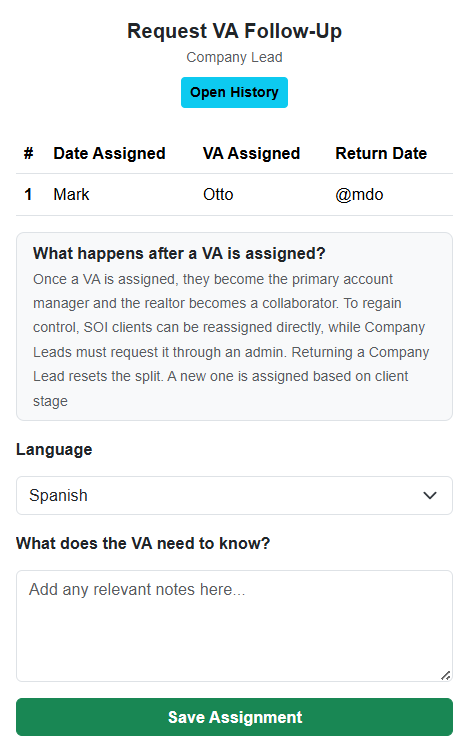 Request VA Follow-Up
Company Lead
Open History
# Date Assigned VA Assigned Return Date
1 Mark Otto @mdo
What happens after a VA is assigned?
Once a VA is assigned, they become the primary account
manager and the realtor becomes a collaborator. To regain
control, SOI clients can be reassigned directly, while Company
Leads must request it through an admin. Returning a Company
Lead resets the split. A new one is assigned based on client
stage
Language
Spanish
What does the VA need to know?
Add any relevant notes here...
Save Assignment